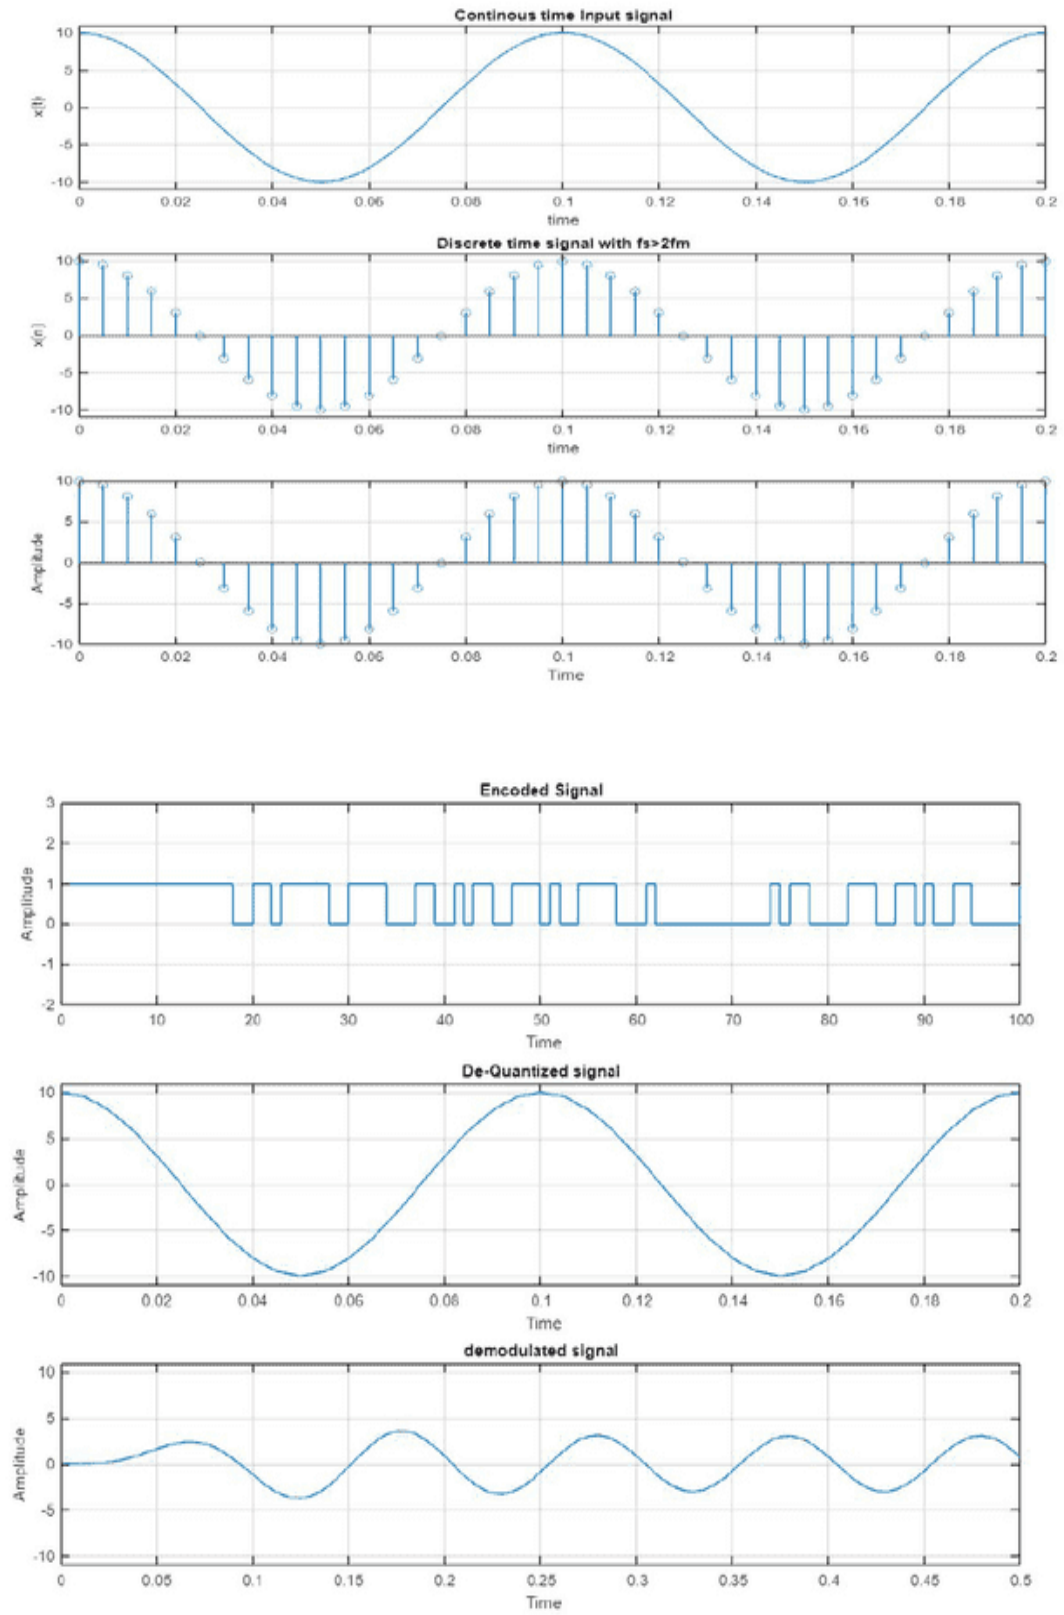 Continous time Input signal
10
5
0
-5
-10
x(t)
0 0.02 0.04 0.06 0.08 0.1 0.12 0.14 0.16 0.18 0.2
time
Discrete time signal with fs>2fm
10
5
0
-5
-10
x(n)
0 0.02 0.04 0.06 0.08 0.1 0.12 0.14 0.16 0.18 0.2
time
10
5
0
-5
-10
Amplitude
0 0.02 0.04 0.06 0.08 0.1 0.12 0.14 0.16 0.18 0.2
Time
Encoded Signal
3
2
1
0
-1
-2
Amplitude
0 10 20 30 40 50 60 70 80 90 100
Time
De-Quantized signal
10
5
0
-5
-10
Amplitude
0 0.02 0.04 0.06 0.08 0.1 0.12 0.14 0.16 0.18 0.2
Time
demodulated signal
10
5
0
-5
-10
Amplitude
0 0.05 0.1 0.15 0.2 0.25 0.3 0.35 0.4 0.45 0.5
Time